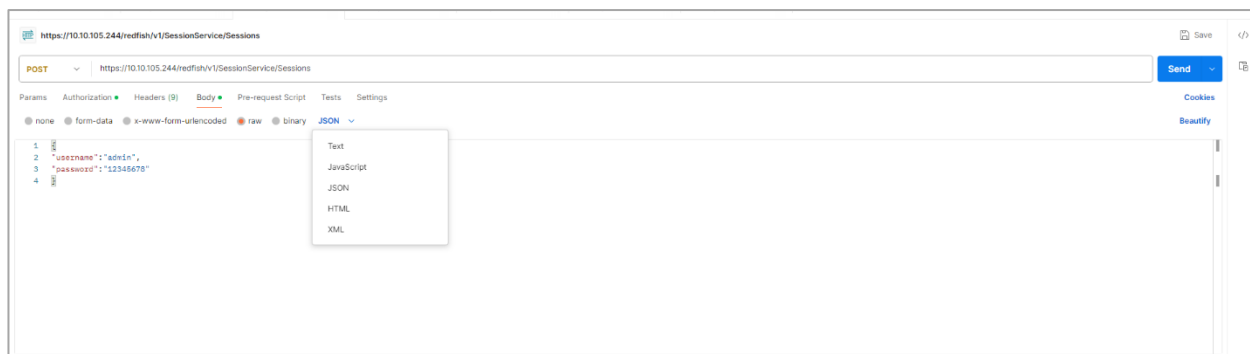 https://10.10.105.244/redfish/v1/SessionService/Sessions Save </>
POST https://10.10.105.244/redfish/v1/SessionService/Sessions Send
Params Authorization Headers (9) Body Pre-request Script Tests Settings Cookies
none form-data x-www-form-urlencoded raw binary JSON Beautify
1 {
2 "username":"admin",
3 "password":"12345678"
4 }
Text
JavaScript
JSON
HTML
XML